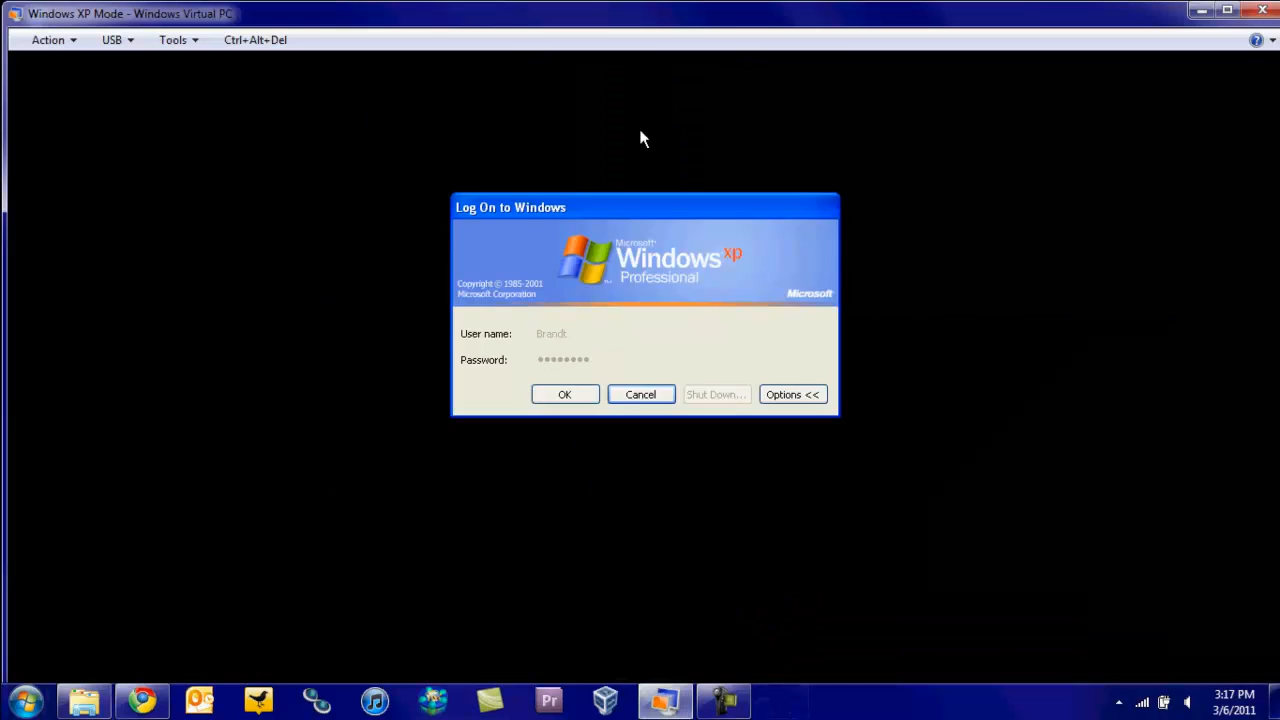 Windows XP Mode - Windows Virtual PC
Action USB Tools Ctrl+Alt+Del
Log On to Windows
Microsoft
Windows xp
Professional
Copyright © 1985-2001
Microsoft Corporation
Microsoft
User name: Brandt
Password: ●●●●●●●●
OK Cancel Shut Down... Options <<
Pr
3:17 PM
3/6/2011